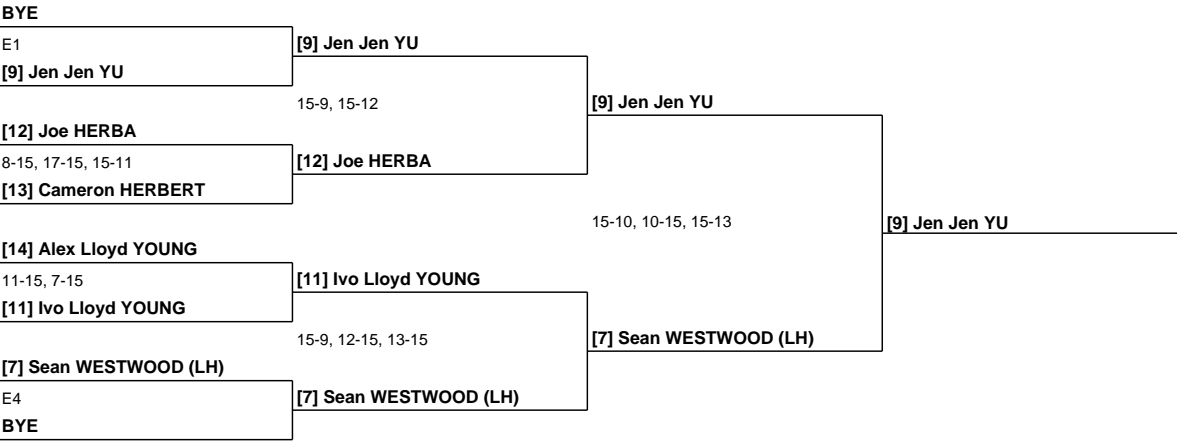 BYE
E1
[9] Jen Jen YU
[12] Joe HERBA
8-15, 17-15, 15-11
[13] Cameron HERBERT
[14] Alex Lloyd YOUNG
11-15, 7-15
[11] Ivo Lloyd YOUNG
[7] Sean WESTWOOD (LH)
E4
BYE
[9] Jen Jen YU
15-9, 15-12
[12] Joe HERBA
[11] Ivo Lloyd YOUNG
15-9, 12-15, 13-15
[7] Sean WESTWOOD (LH)
[9] Jen Jen YU
15-10, 10-15, 15-13
[7] Sean WESTWOOD (LH)
[9] Jen Jen YU